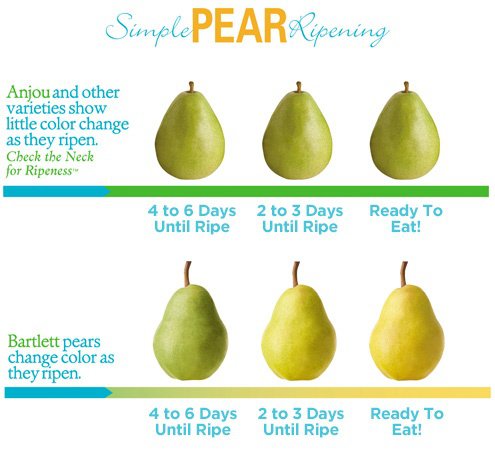 Simple PEAR Ripening
Anjou and other
varieties show
little color change
as they ripen.
Check the Neck
for Ripeness™
4 to 6 Days
Until Ripe
2 to 3 Days
Until Ripe
Ready To
Eat!
Bartlett pears
change color as
they ripen.
4 to 6 Days
Until Ripe
2 to 3 Days
Until Ripe
Ready To
Eat!